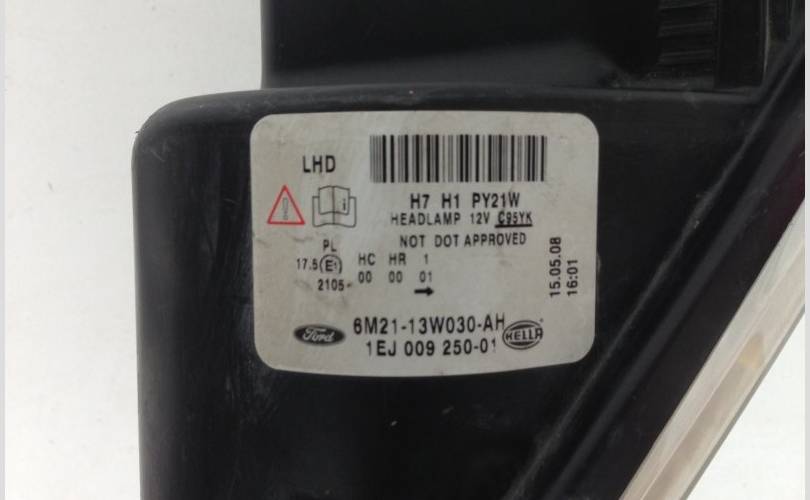 LHD
H7 H1 PY21W
HEADLAMP 12V C95YK
NOT DOT APPROVED
PL
17.5 E1 HC HR 1
2105- 00 00 01
15.05.08
16:01
Ford 6M21-13W030-AH HELLA
1EJ 009 250-01